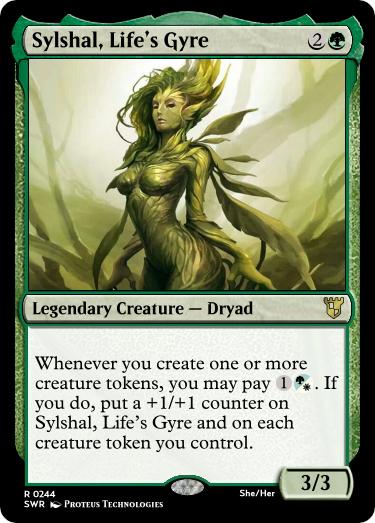 Sylshal, Life's Gyre 2
Legendary Creature — Dryad
Whenever you create one or more
creature tokens, you may pay 1 . If
you do, put a +1/+1 counter on
Sylshal, Life's Gyre and on each
creature token you control.
3/3
R 0244
She/Her
SWR Proteus Technologies